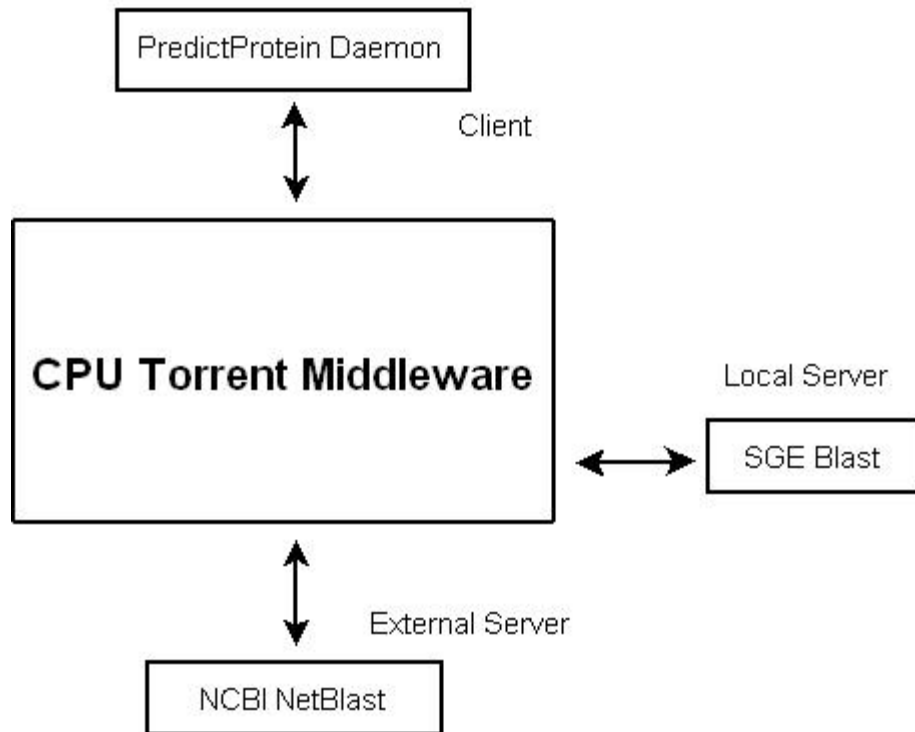 PredictProtein Daemon
Client
CPU Torrent Middleware
Local Server
SGE Blast
External Server
NCBI NetBlast